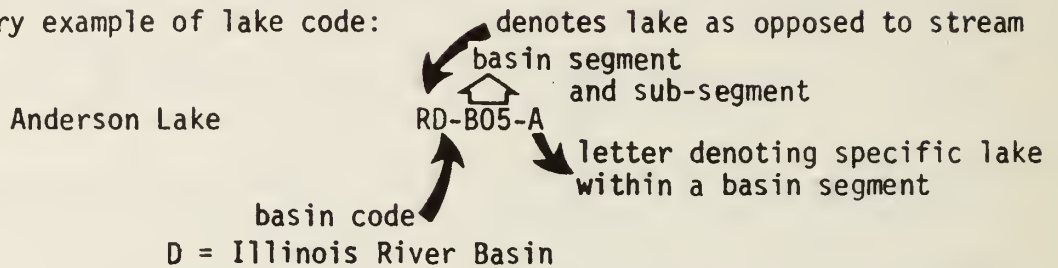 ry example of lake code: denotes lake as opposed to stream
basin segment
and sub-segment
Anderson Lake RD-B05-A
letter denoting specific lake
within a basin segment
basin code
D = Illinois River Basin